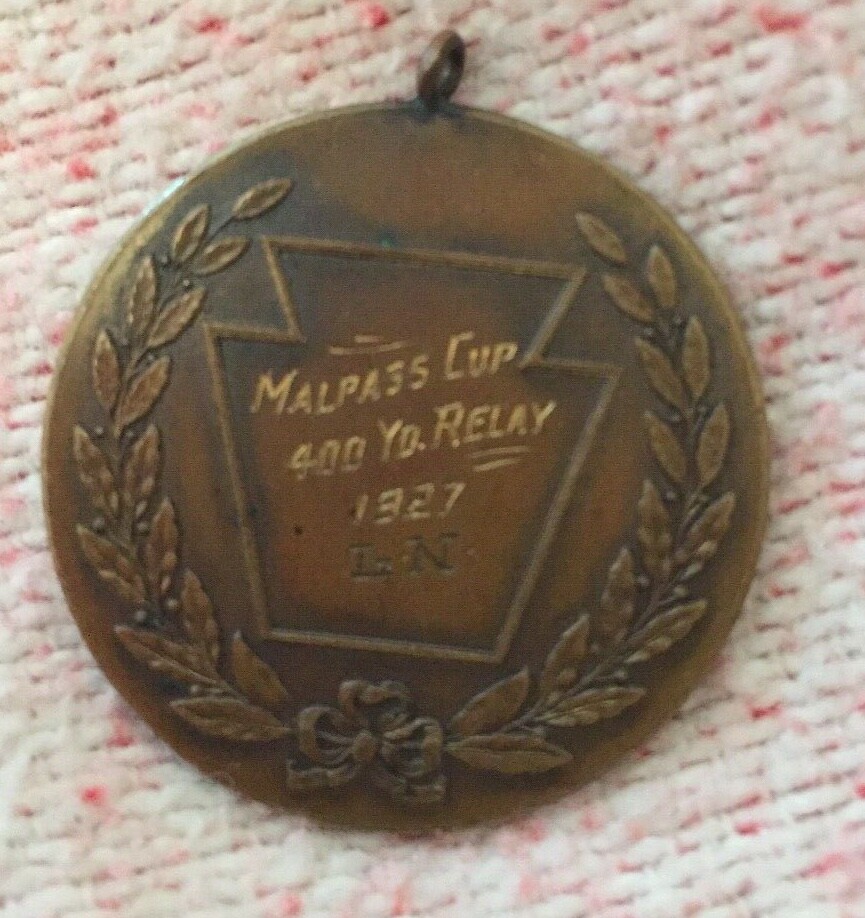 MALPASS CUP
400 YD. RELAY
1927
L.N.